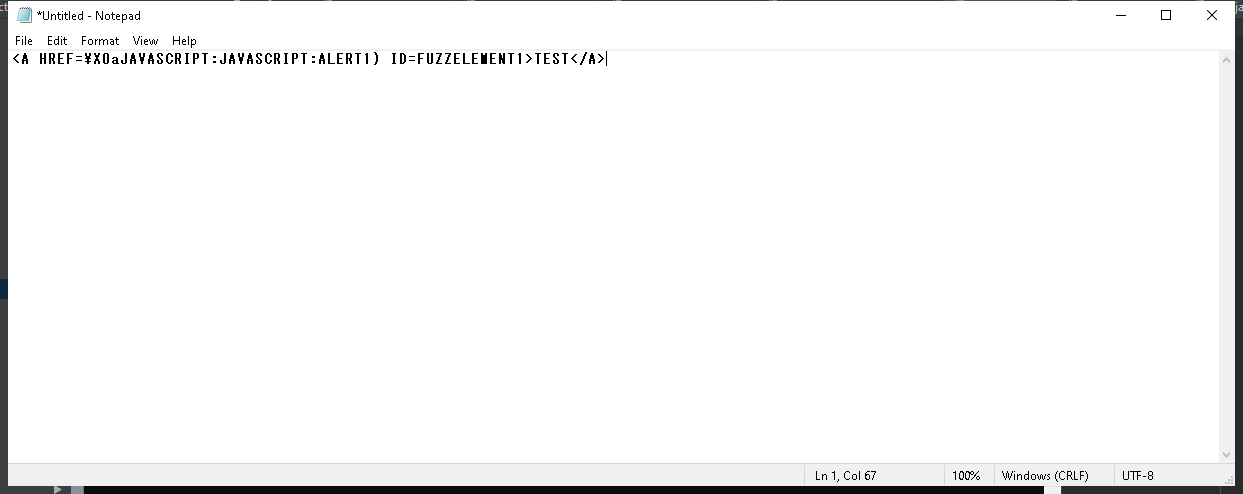 *Untitled - Notepad
File Edit Format View Help
<A HREF=¥X0aJAVASCRIPT:JAVASCRIPT:ALERT1) ID=FUZZELEMENT1>TEST</A>
Ln 1, Col 67 100% Windows (CRLF) UTF-8